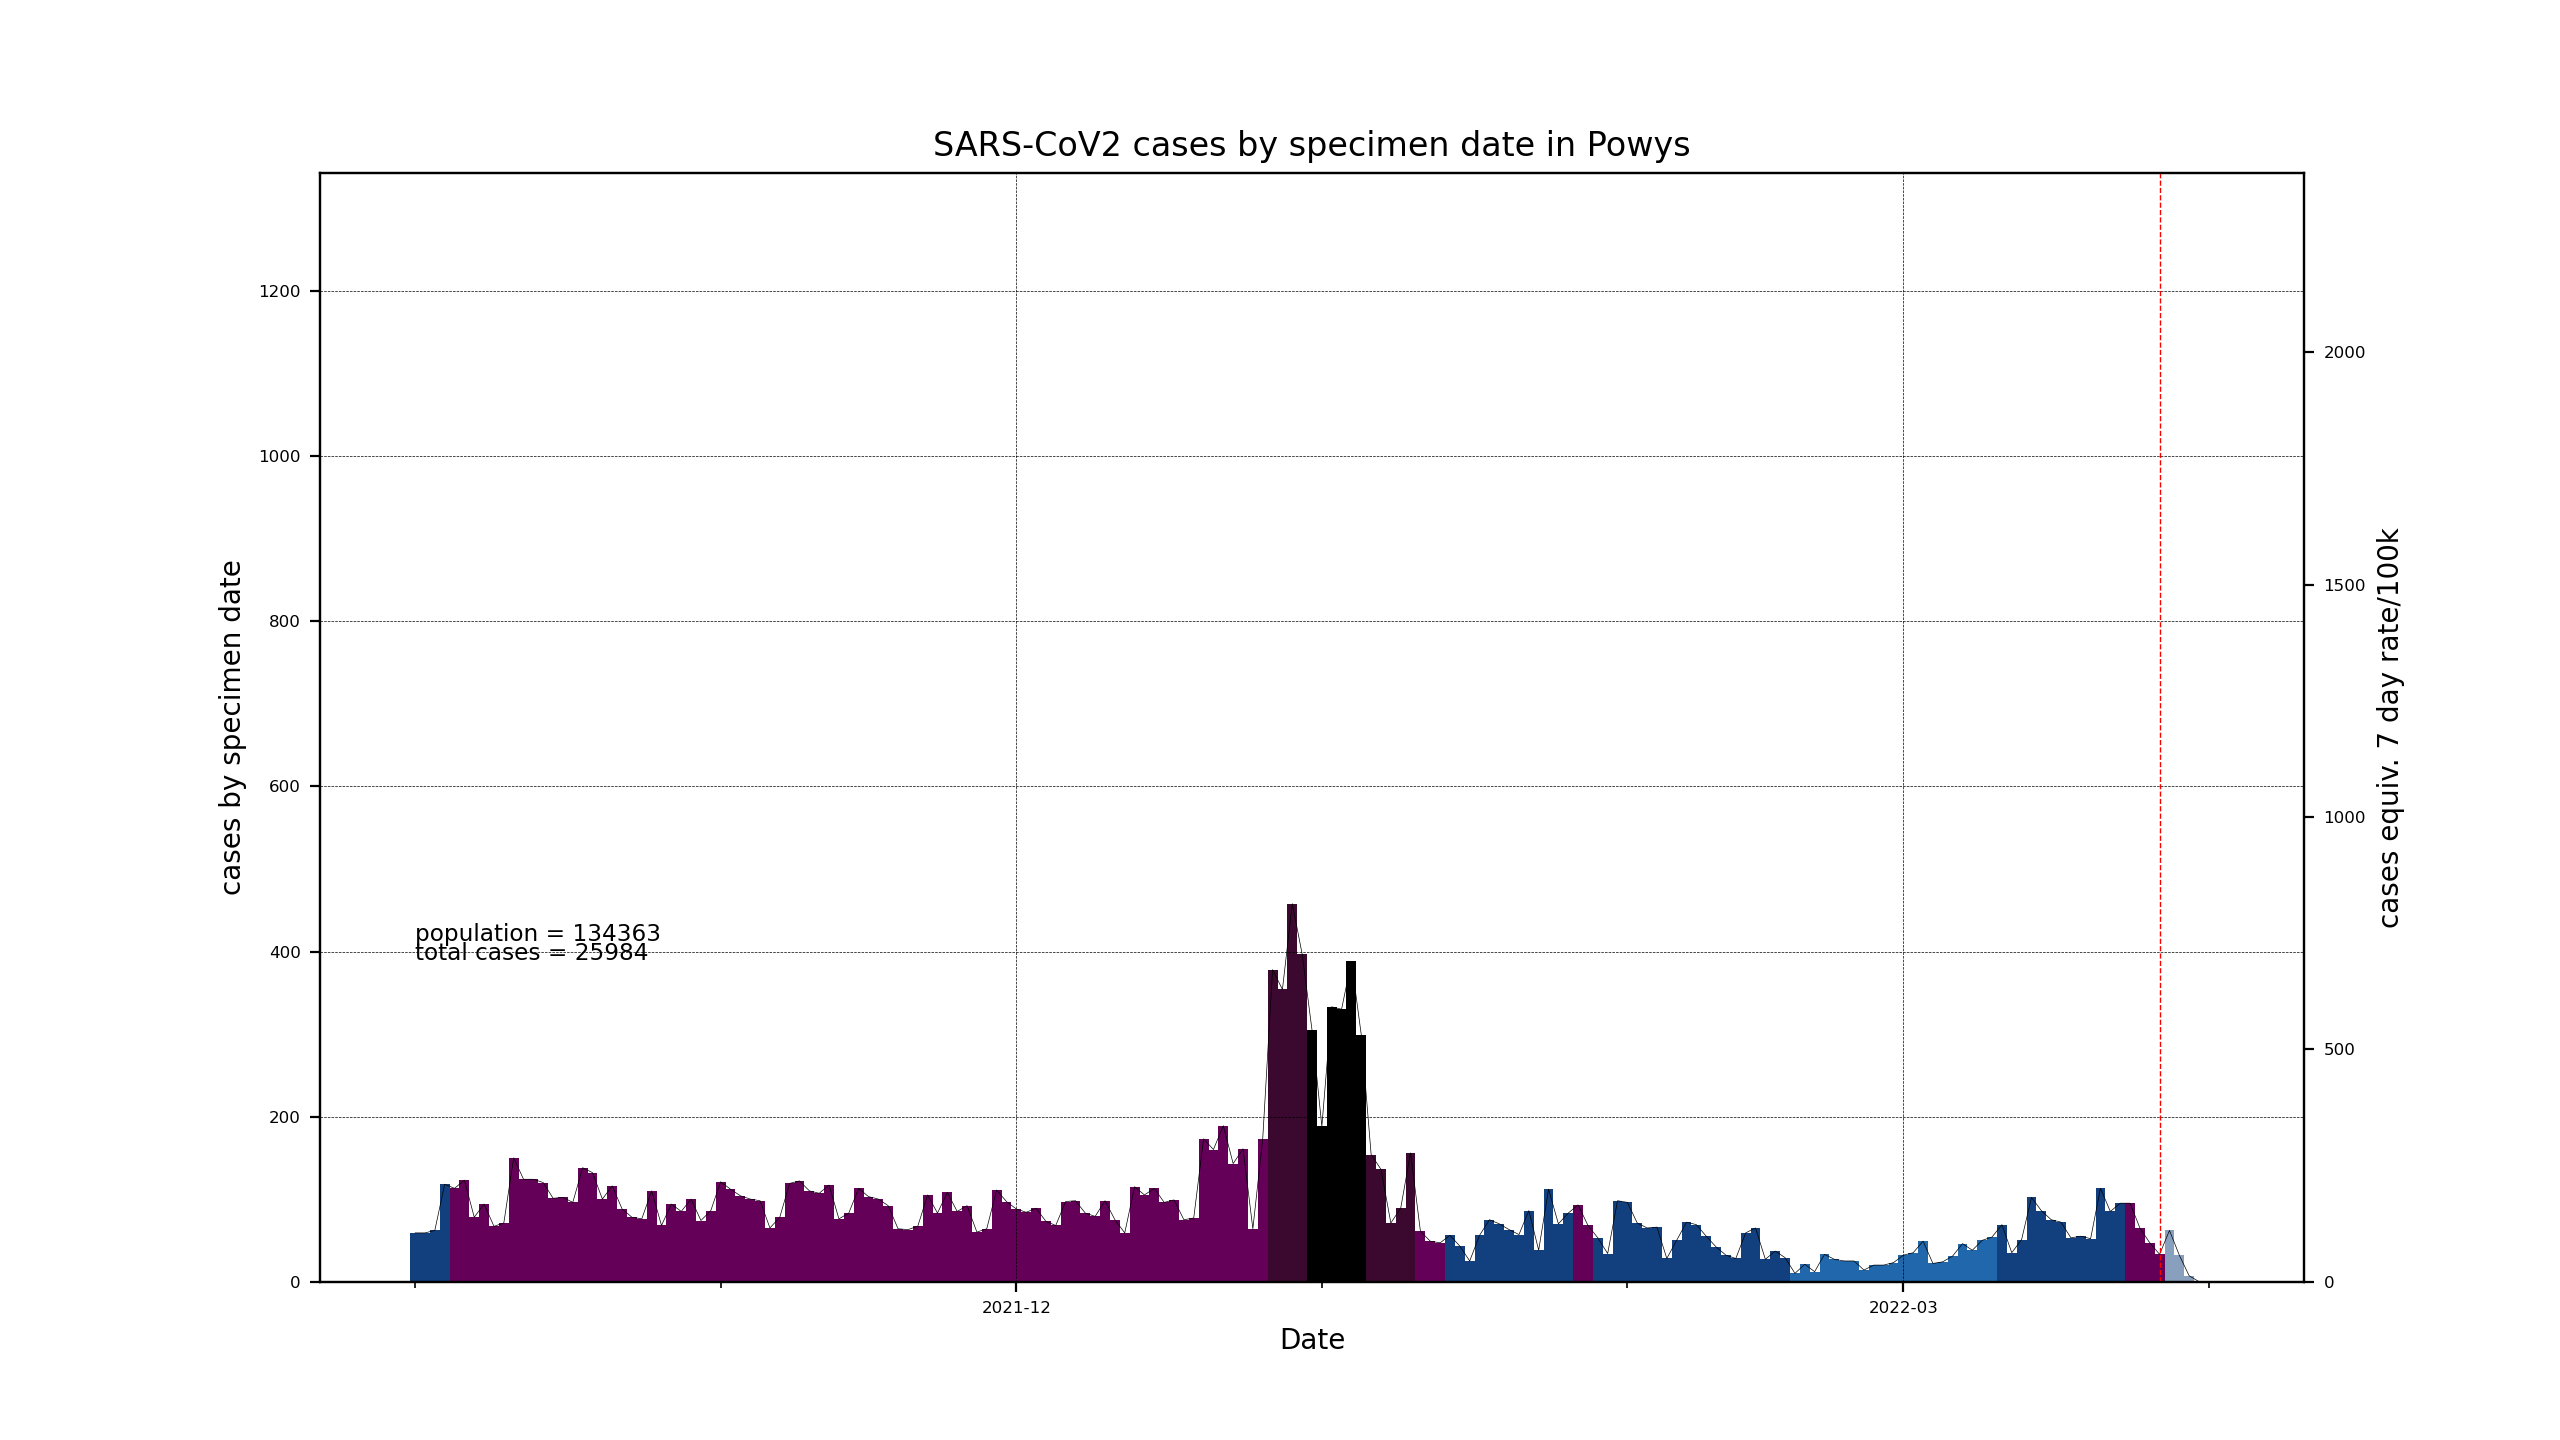 SARS-CoV2 cases by specimen date in Powys
cases by specimen date
1200
1000
800
600
400
200
0
population = 134363
total cases = 25984
2000
1500
1000
500
0
cases equiv. 7 day rate/100k
2021-12
2022-03
Date